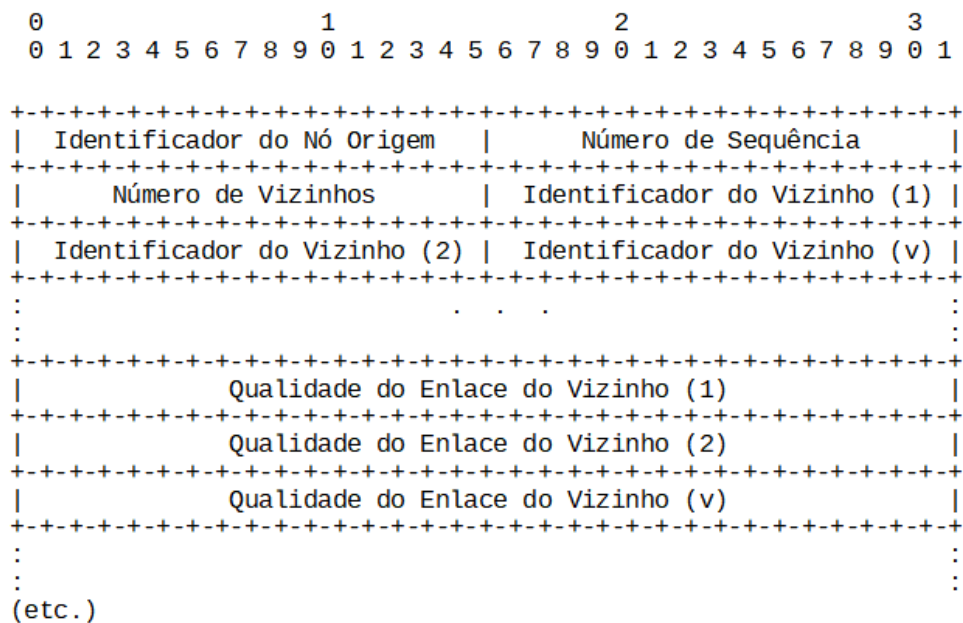 0                   1                   2                   3
0 1 2 3 4 5 6 7 8 9 0 1 2 3 4 5 6 7 8 9 0 1 2 3 4 5 6 7 8 9 0 1
+-+-+-+-+-+-+-+-+-+-+-+-+-+-+-+-+-+-+-+-+-+-+-+-+-+-+-+-+-+-+-+-+
|  Identificador do Nó Origem   |      Número de Sequência      |
+-+-+-+-+-+-+-+-+-+-+-+-+-+-+-+-+-+-+-+-+-+-+-+-+-+-+-+-+-+-+-+-+
|      Número de Vizinhos       |  Identificador do Vizinho (1) |
+-+-+-+-+-+-+-+-+-+-+-+-+-+-+-+-+-+-+-+-+-+-+-+-+-+-+-+-+-+-+-+-+
|  Identificador do Vizinho (2) |  Identificador do Vizinho (v) |
+-+-+-+-+-+-+-+-+-+-+-+-+-+-+-+-+-+-+-+-+-+-+-+-+-+-+-+-+-+-+-+-+
:                             .  .  .                           :
:                                                               :
+-+-+-+-+-+-+-+-+-+-+-+-+-+-+-+-+-+-+-+-+-+-+-+-+-+-+-+-+-+-+-+-+
|              Qualidade do Enlace do Vizinho (1)               |
+-+-+-+-+-+-+-+-+-+-+-+-+-+-+-+-+-+-+-+-+-+-+-+-+-+-+-+-+-+-+-+-+
|              Qualidade do Enlace do Vizinho (2)               |
+-+-+-+-+-+-+-+-+-+-+-+-+-+-+-+-+-+-+-+-+-+-+-+-+-+-+-+-+-+-+-+-+
|              Qualidade do Enlace do Vizinho (v)               |
+-+-+-+-+-+-+-+-+-+-+-+-+-+-+-+-+-+-+-+-+-+-+-+-+-+-+-+-+-+-+-+-+
:                                                               :
:                                                               :
(etc.)